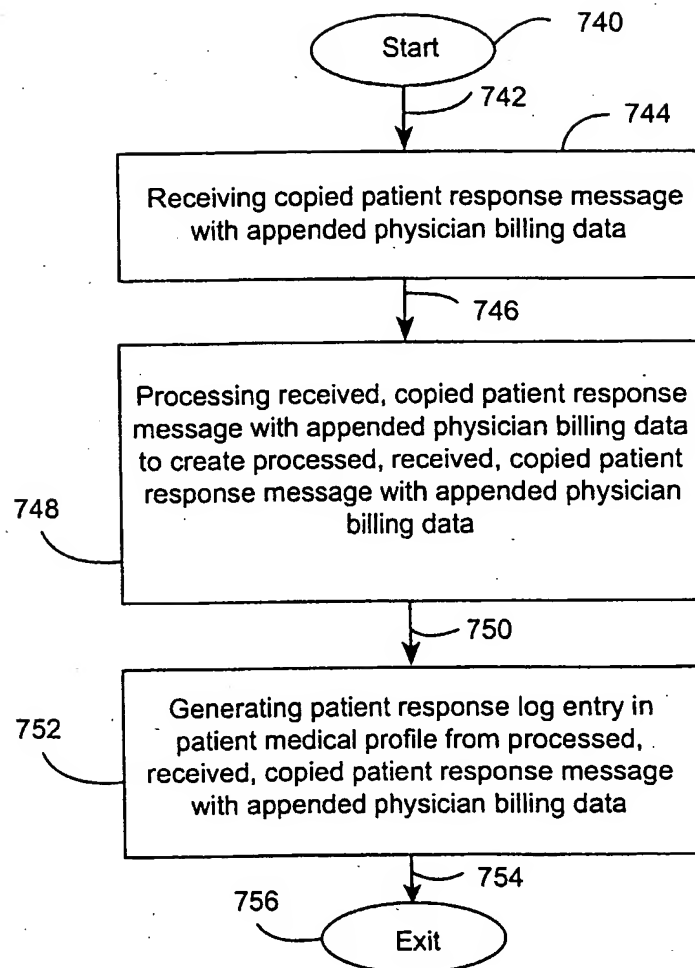 740
Start
742
744
Receiving copied patient response message
with appended physician billing data
746
Processing received, copied patient response
message with appended physician billing data
to create processed, received, copied patient
response message with appended physician
billing data
748
750
752
Generating patient response log entry in
patient medical profile from processed,
received, copied patient response message
with appended physician billing data
754
756
Exit